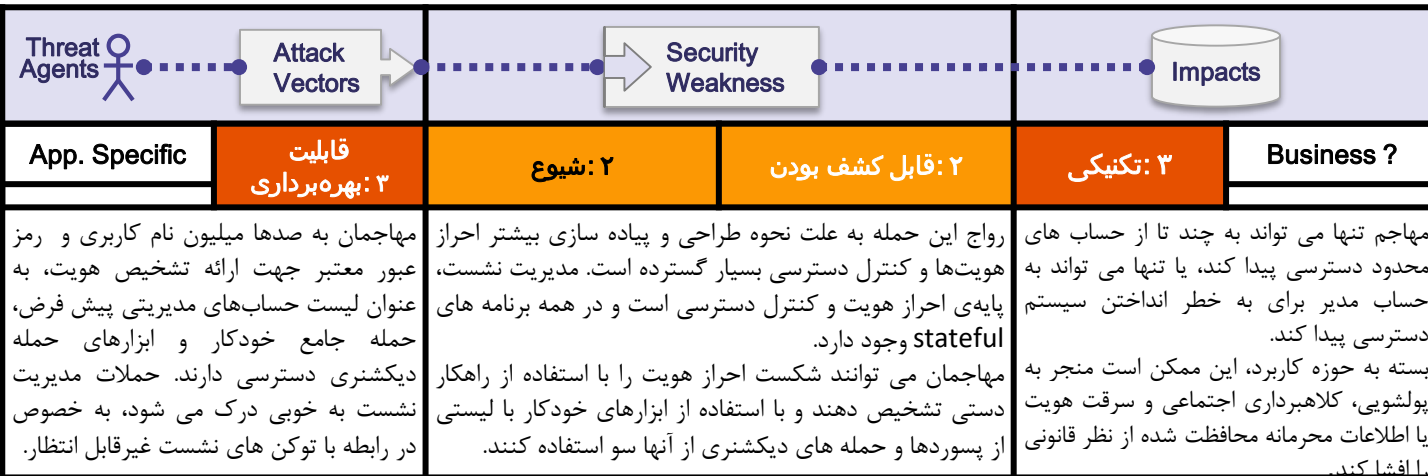 Threat
Agents
Attack
Vectors
Security
Weakness
Impacts
App. Specific
قابلیت
بهره‌برداری: ۳
شیوع: ۲
قابل کشف بودن: ۲
تکنیکی: ۳
Business ?
مهاجمان به صدها میلیون نام کاربری و رمز
عبور معتبر جهت ارائه تشخیص هویت، به
عنوان لیست حساب‌های مدیریتی پیش فرض،
حمله جامع خودکار و ابزارهای حمله
دیکشنری دسترسی دارند. حملات مدیریت
نشست به خوبی درک می شود، به خصوص
در رابطه با توکن های نشست غیرقابل انتظار.
رواج این حمله به علت نحوه طراحی و پیاده سازی بیشتر احراز
هویت‌ها و کنترل دسترسی بسیار گسترده است. مدیریت نشست،
پایه‌ی احراز هویت و کنترل دسترسی است و در همه برنامه های
stateful وجود دارد.
مهاجمان می توانند شکست احراز هویت را با استفاده از راهکار
دستی تشخیص دهند و با استفاده از ابزارهای خودکار با لیستی
از پسوردها و حمله های دیکشنری از آنها سو استفاده کنند.
مهاجم تنها می تواند به چند تا از حساب های
محدود دسترسی پیدا کند، یا تنها می تواند به
حساب مدیر برای به خطر انداختن سیستم
دسترسی پیدا کند.
بسته به حوزه کاربرد، این ممکن است منجر به
پولشویی، کلاهبرداری اجتماعی و سرقت هویت
یا اطلاعات محرمانه محافظت شده از نظر قانونی
را افشا کند.